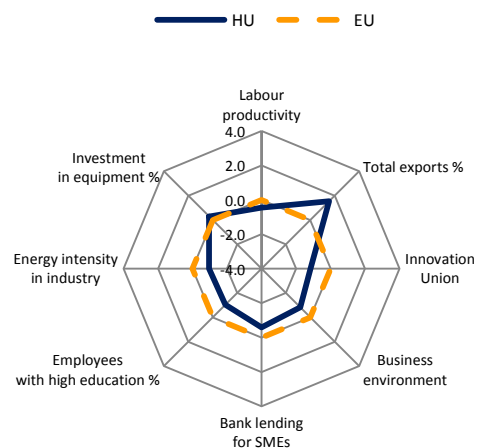 HU EU
Labour
productivity
4.0
2.0
0.0
-2.0
-4.0
Total exports %
Innovation
Union
Business
environment
Bank lending
for SMEs
Employees
with high education %
Energy intensity
in industry
Investment
in equipment %